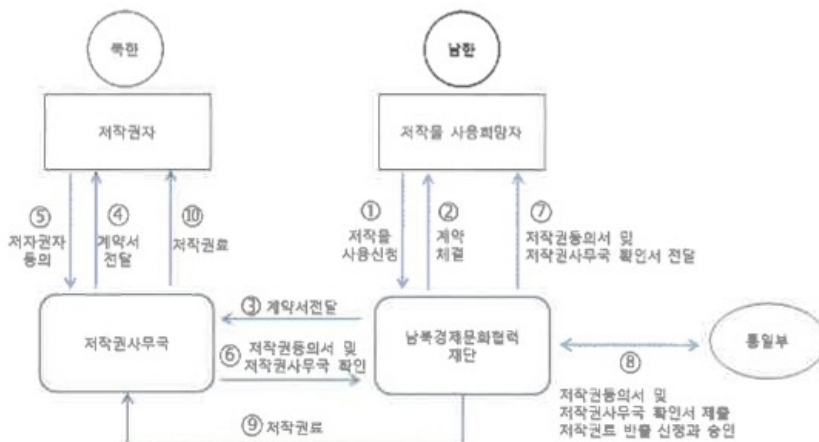 북한
남한
저작권자
저작물 사용희망자
⑤
저자권자
동의
④
계약서
전달
⑩
저작권료
①
저작물
사용신청
②
계약
체결
⑦
저작권동의서 및
저작권사무국 확인서 전달
③ 계약서전달
저작권사무국
⑥ 저작권동의서 및
저작권사무국 확인
남북경제문화협력
재단
통일부
⑧
저작권동의서 및
저작권사무국 확인서 제출
저작권료 반출 신청과 승인
⑨ 저작권료